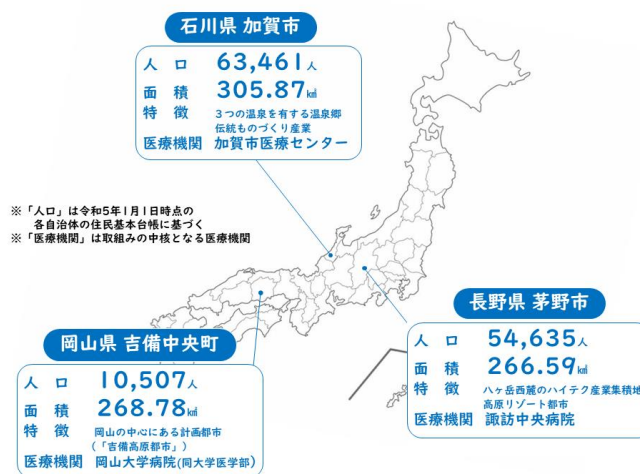 石川県 加賀市
人 口 63,461人
面 積 305.87㎢
特 徴 3つの温泉を有する温泉郷
伝統ものづくり産業
医療機関 加賀市医療センター
※「人口」は令和5年1月1日時点の
各自治体の住民基本台帳に基づく
※「医療機関」は取組みの中核となる医療機関
長野県 茅野市
人 口 54,635人
面 積 266.59㎢
特 徴 八ヶ岳西麓のハイテク産業集積地
高原リゾート都市
医療機関 諏訪中央病院
岡山県 吉備中央町
人 口 10,507人
面 積 268.78㎢
特 徴 岡山の中心にある計画都市
(「吉備高原都市」)
医療機関 岡山大学病院(同大学医学部)